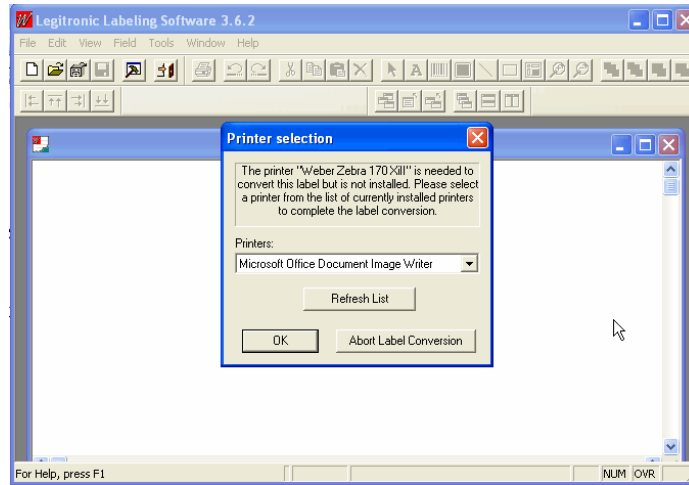 Legitronic Labeling Software 3.6.2
File Edit View Field Tools Window Help
Printer selection
The printer "Weber Zebra 170 XiII" is needed to
convert this label but is not installed. Please select
a printer from the list of currently installed printers
to complete the label conversion.
Printers:
Microsoft Office Document Image Writer
Refresh List
OK Abort Label Conversion
For Help, press F1 NUM OVR